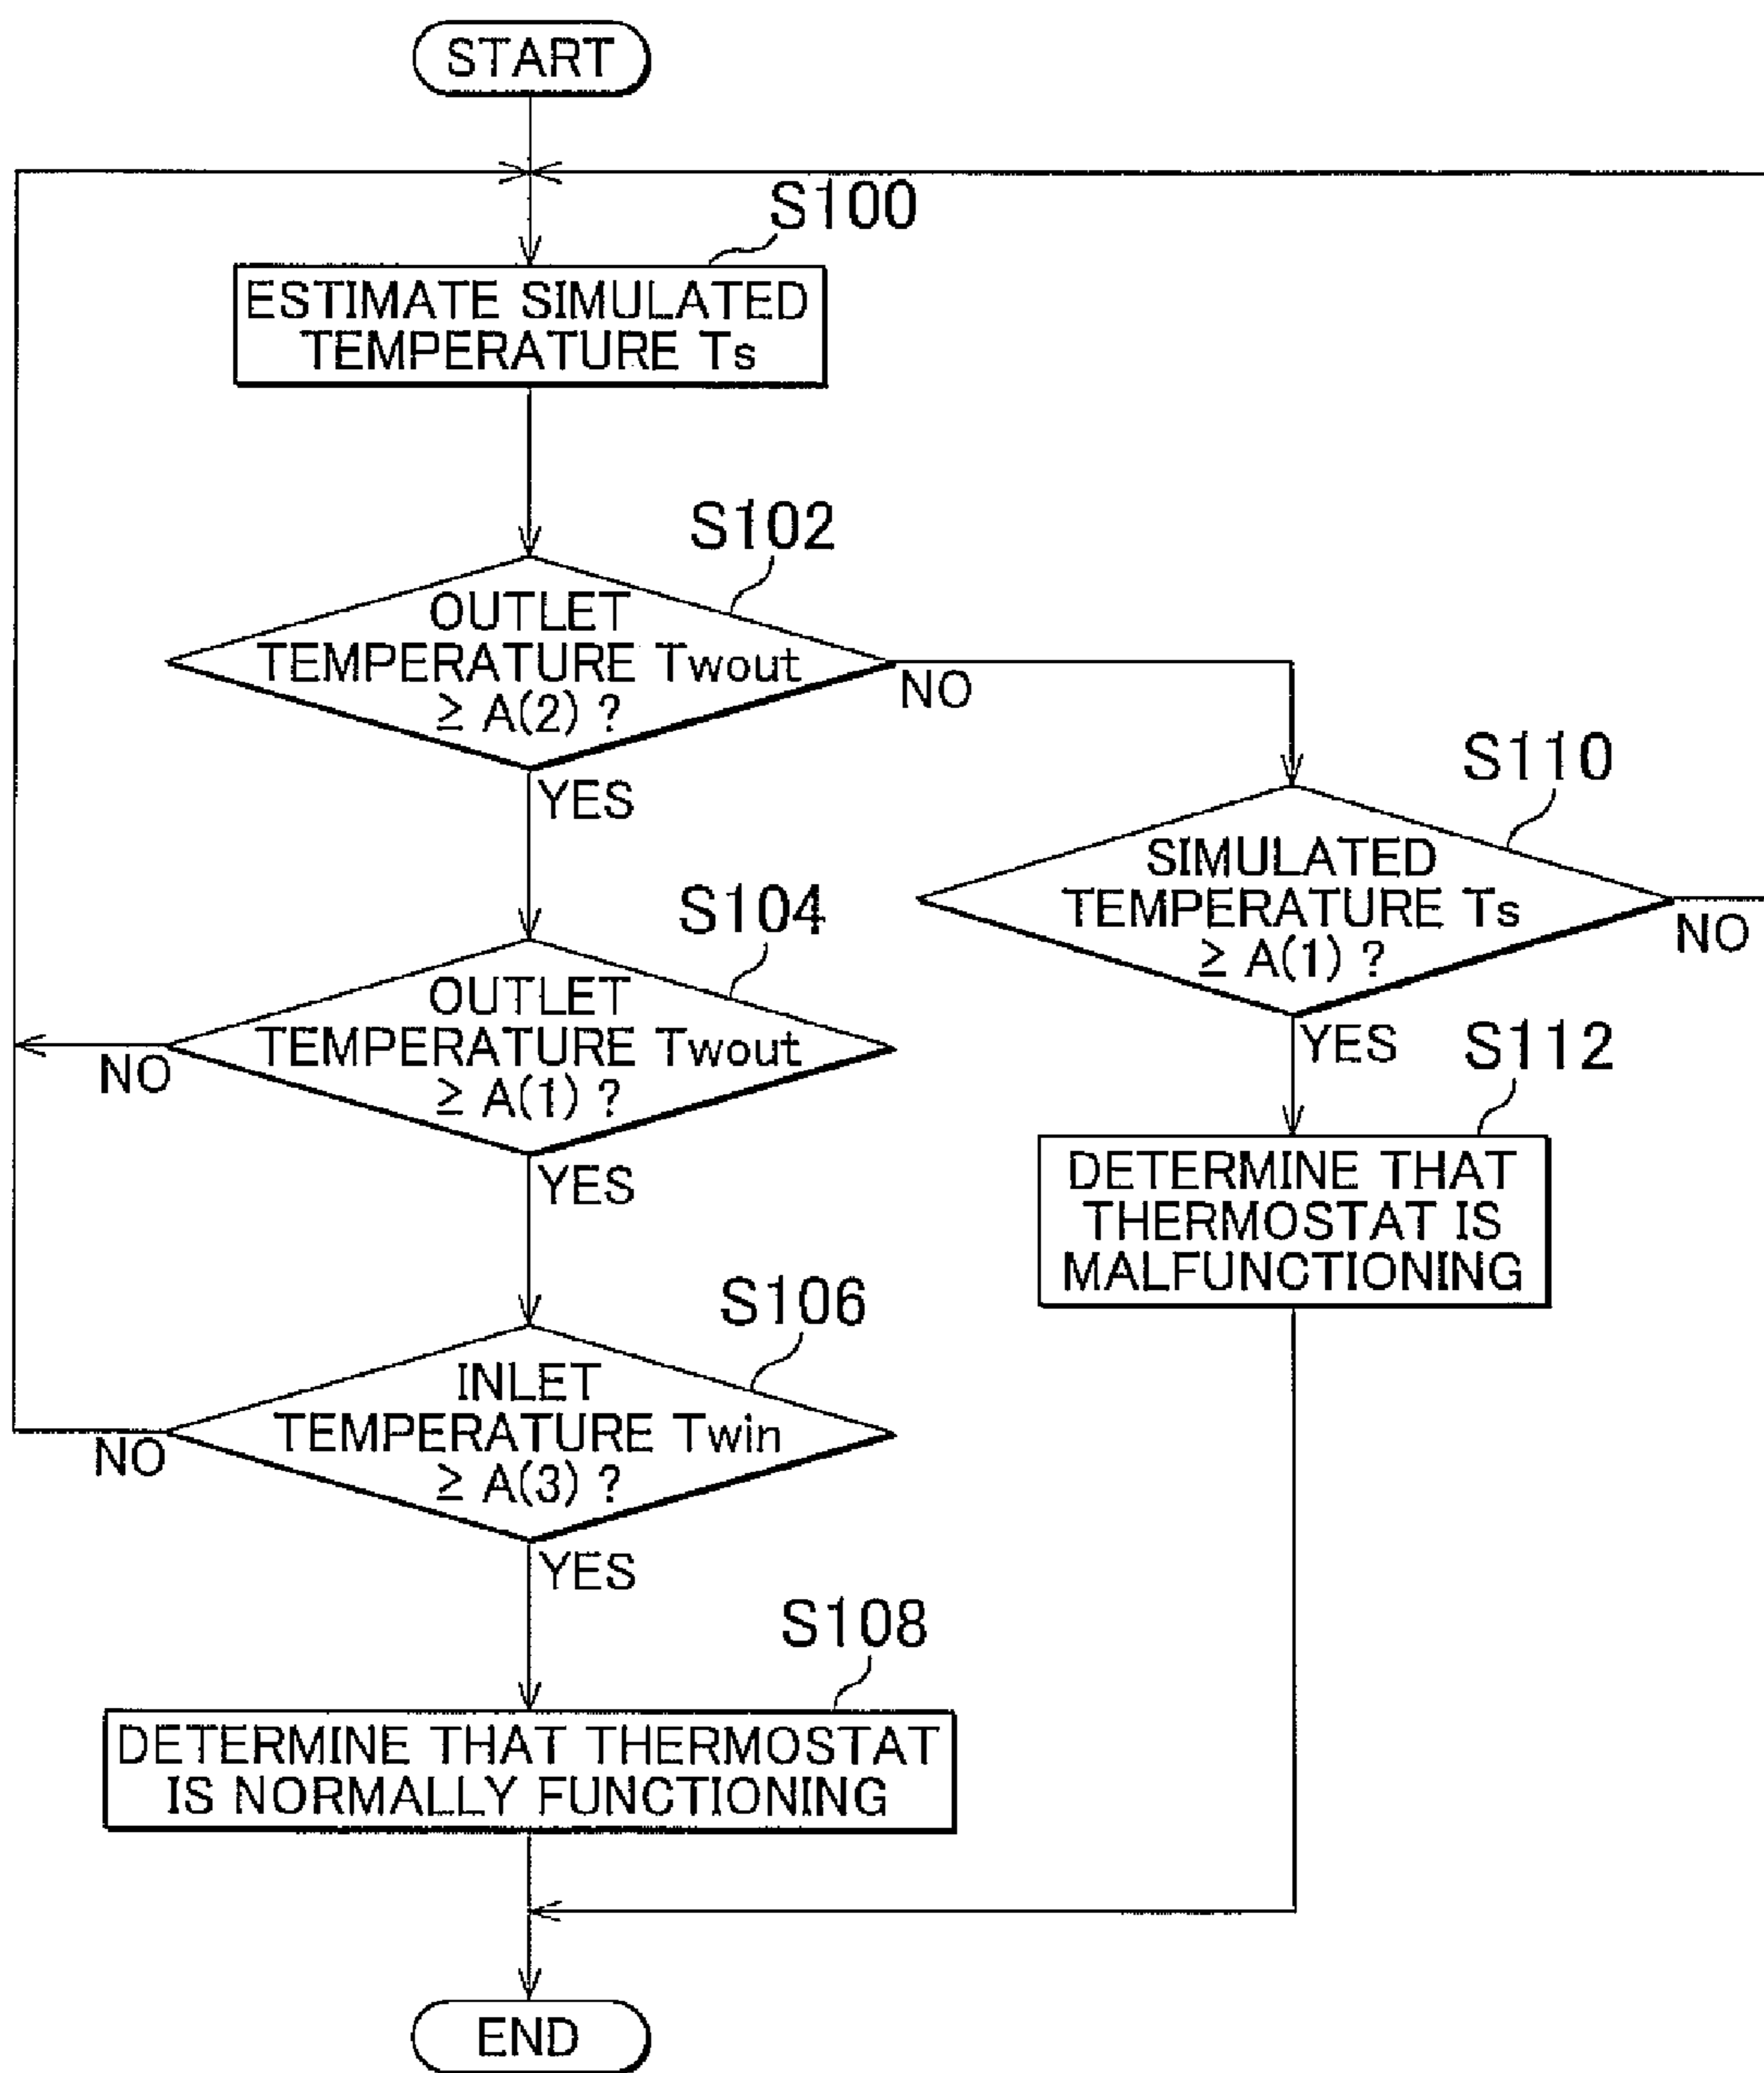 START
S100
ESTIMATE SIMULATED
TEMPERATURE Ts
S102
OUTLET
TEMPERATURE Twout
≥ A(2) ?
NO
YES
S110
SIMULATED
TEMPERATURE Ts
≥ A(1) ?
NO
YES
S104
OUTLET
TEMPERATURE Twout
≥ A(1) ?
NO
YES
S112
DETERMINE THAT
THERMOSTAT IS
MALFUNCTIONING
S106
INLET
TEMPERATURE Twin
≥ A(3) ?
NO
YES
S108
DETERMINE THAT THERMOSTAT
IS NORMALLY FUNCTIONING
END